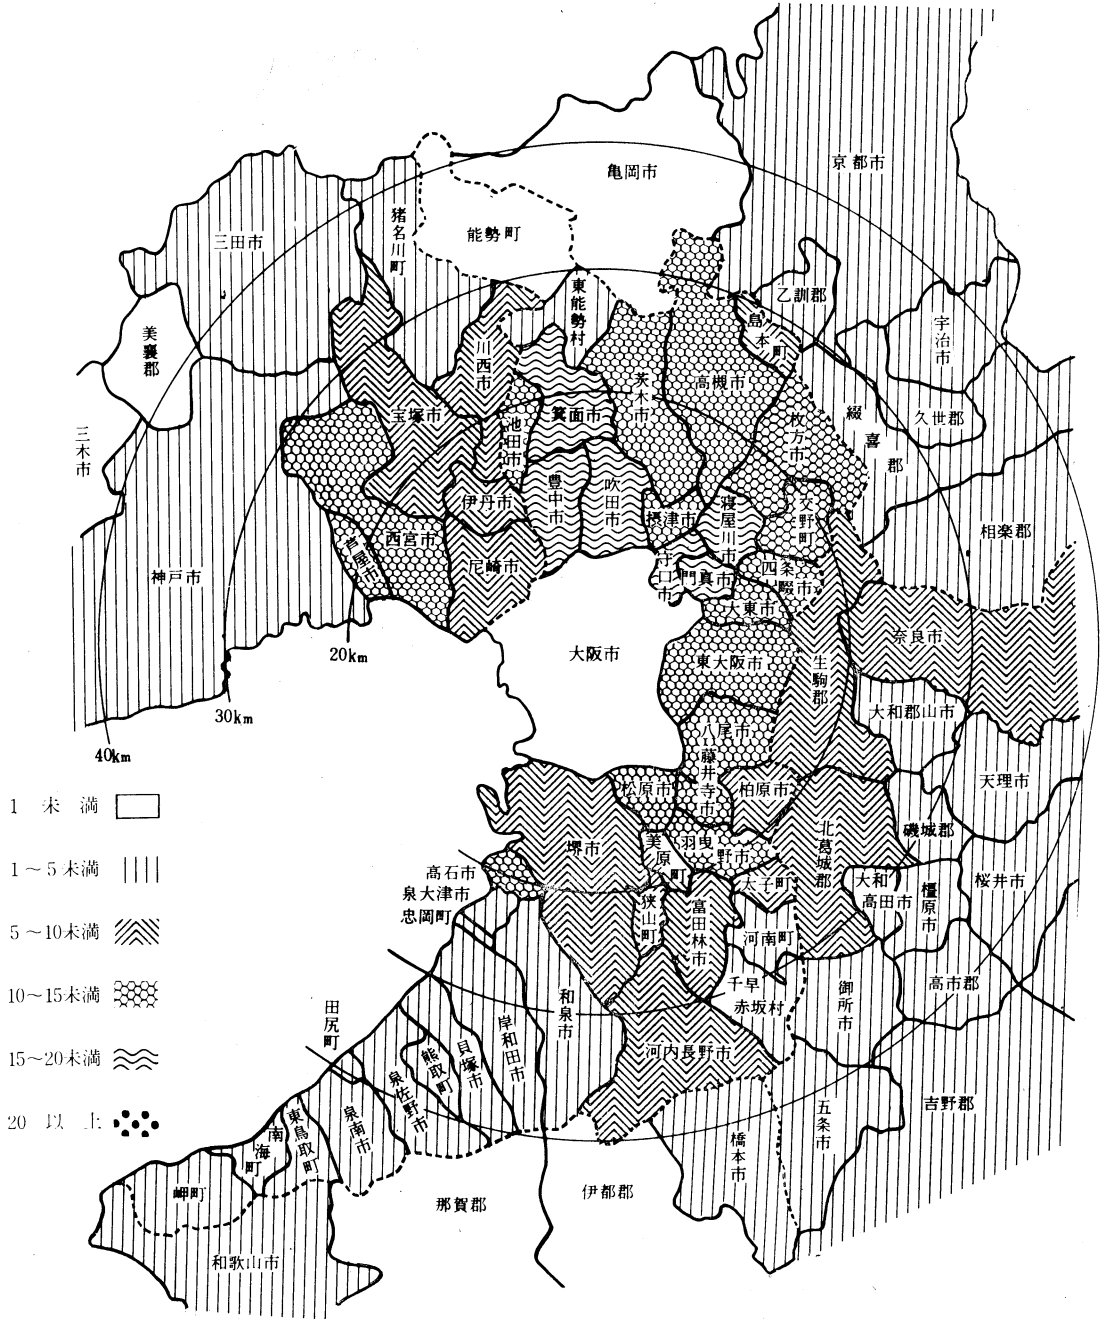 亀岡市
京都市
三田市
猪名川町
能勢町
東能勢村
乙訓郡
島本町
宇治市
美襄郡
川西市
茨木市
高槻市
宝塚市
池田市
箕面市
枚方市
綴喜郡
久世郡
三木市
伊丹市
豊中市
吹田市
摂津市
寝屋川市
交野町
相楽郡
西宮市
芦屋市
尼崎市
守口市
門真市
四条畷市
神戸市
大東市
奈良市
大阪市
東大阪市
生駒郡
20km
30km
40km
大和郡山市
八尾市
藤井寺市
柏原市
松原市
天理市
磯城郡
北葛城郡
堺市
美原町
羽曳野市
高石市
泉大津市
忠岡町
太子町
大和高田市
橿原市
桜井市
狭山町
富田林市
河南町
千早赤坂村
御所市
高市郡
和泉市
岸和田市
田尻町
貝塚市
熊取町
泉佐野市
河内長野市
泉南市
東鳥取町
南海町
岬町
五条市
吉野郡
橋本市
那賀郡
伊都郡
和歌山市
1 未満
1～5未満
5～10未満
10～15未満
15～20未満
20 以上